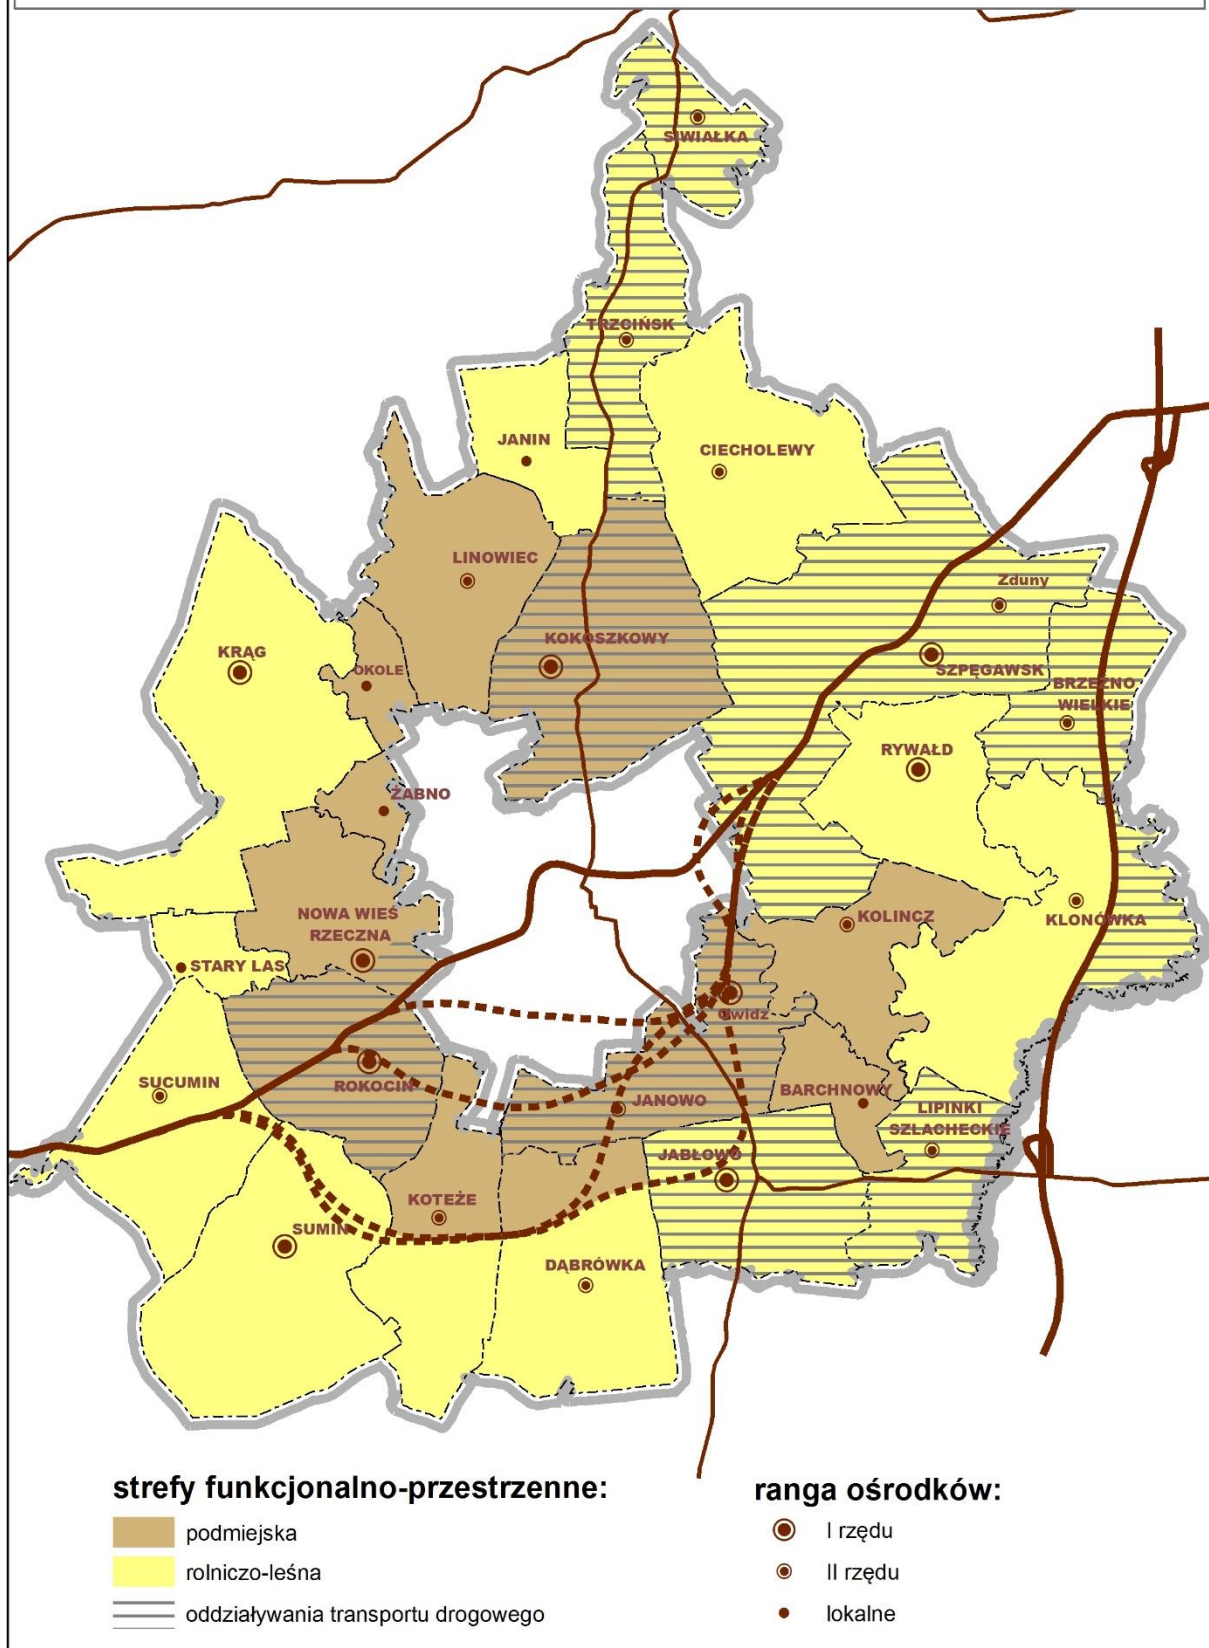 SIWIAŁKA
TRZCIŃSK
JANIN
CIECHOLEWY
LINOWIEC
Zduny
KOKOSZKOWY
KRĄG
OKOLE
SZPĘGAWSK
BRZEŹNO
WIELKIE
RYWAŁD
ŻABNO
NOWA WIEŚ
RZECZNA
KOLINCZ
KLONÓWKA
STARY LAS
Owidz
SUCUMIN
ROKOCIN
JANOWO
BARCHNOWY
LIPINKI
SZLACHECKIE
JABŁOWO
KOTEŻE
SUMIN
DĄBRÓWKA
strefy funkcjonalno-przestrzenne:
podmiejska
rolniczo-leśna
oddziaływania transportu drogowego
ranga ośrodków:
I rzędu
II rzędu
lokalne